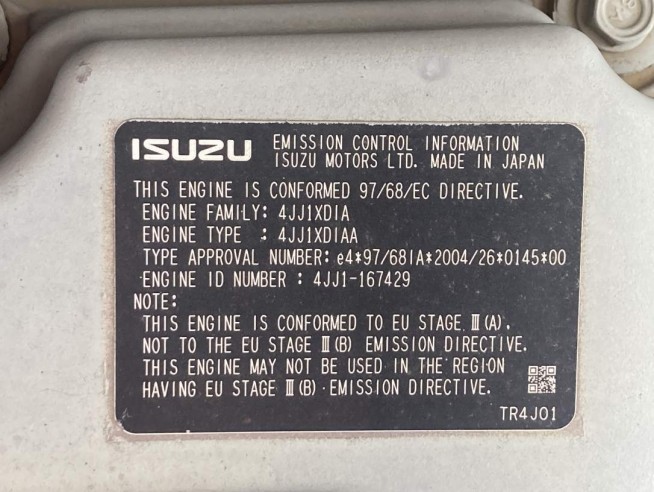 ISUZU EMISSION CONTROL INFORMATION
ISUZU MOTORS LTD. MADE IN JAPAN
THIS ENGINE IS CONFORMED 97/68/EC DIRECTIVE.
ENGINE FAMILY: 4JJ1XDIA
ENGINE TYPE : 4JJ1XDIAA
TYPE APPROVAL NUMBER: e4*97/68IA*2004/26*0145*00
ENGINE ID NUMBER : 4JJ1-167429
NOTE:
THIS ENGINE IS CONFORMED TO EU STAGE Ⅲ(A).
NOT TO THE EU STAGE Ⅲ(B) EMISSION DIRECTIVE.
THIS ENGINE MAY NOT BE USED IN THE REGION
HAVING EU STAGE Ⅲ(B) EMISSION DIRECTIVE.
TR4J01